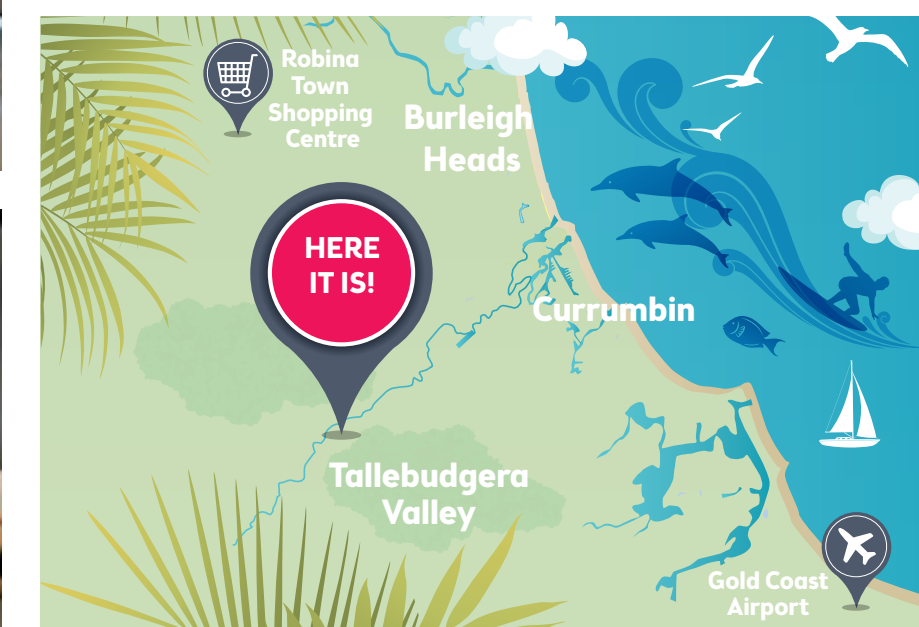 Robina
Town
Shopping
Centre
Burleigh
Heads
HERE
IT IS!
Currumbin
Tallebudgera
Valley
Gold Coast
Airport